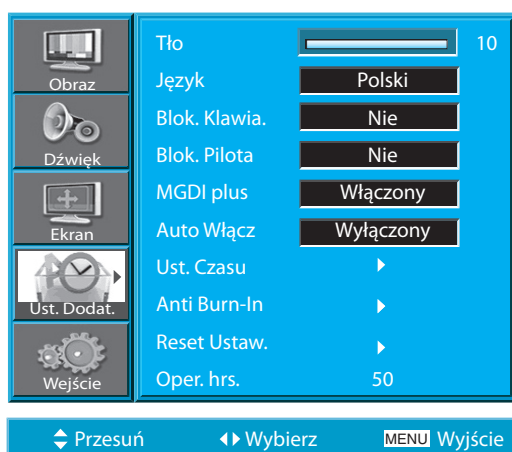 Obraz
Dźwięk
Ekran
Ust. Dodat.
Wejście
Tło 10
Język Polski
Blok. Klawia. Nie
Blok. Pilota Nie
MGDI plus Włączony
Auto Włącz Wyłączony
Ust. Czasu
Anti Burn-In
Reset Ustaw.
Oper. hrs. 50
Przesuń Wybierz MENU Wyjście